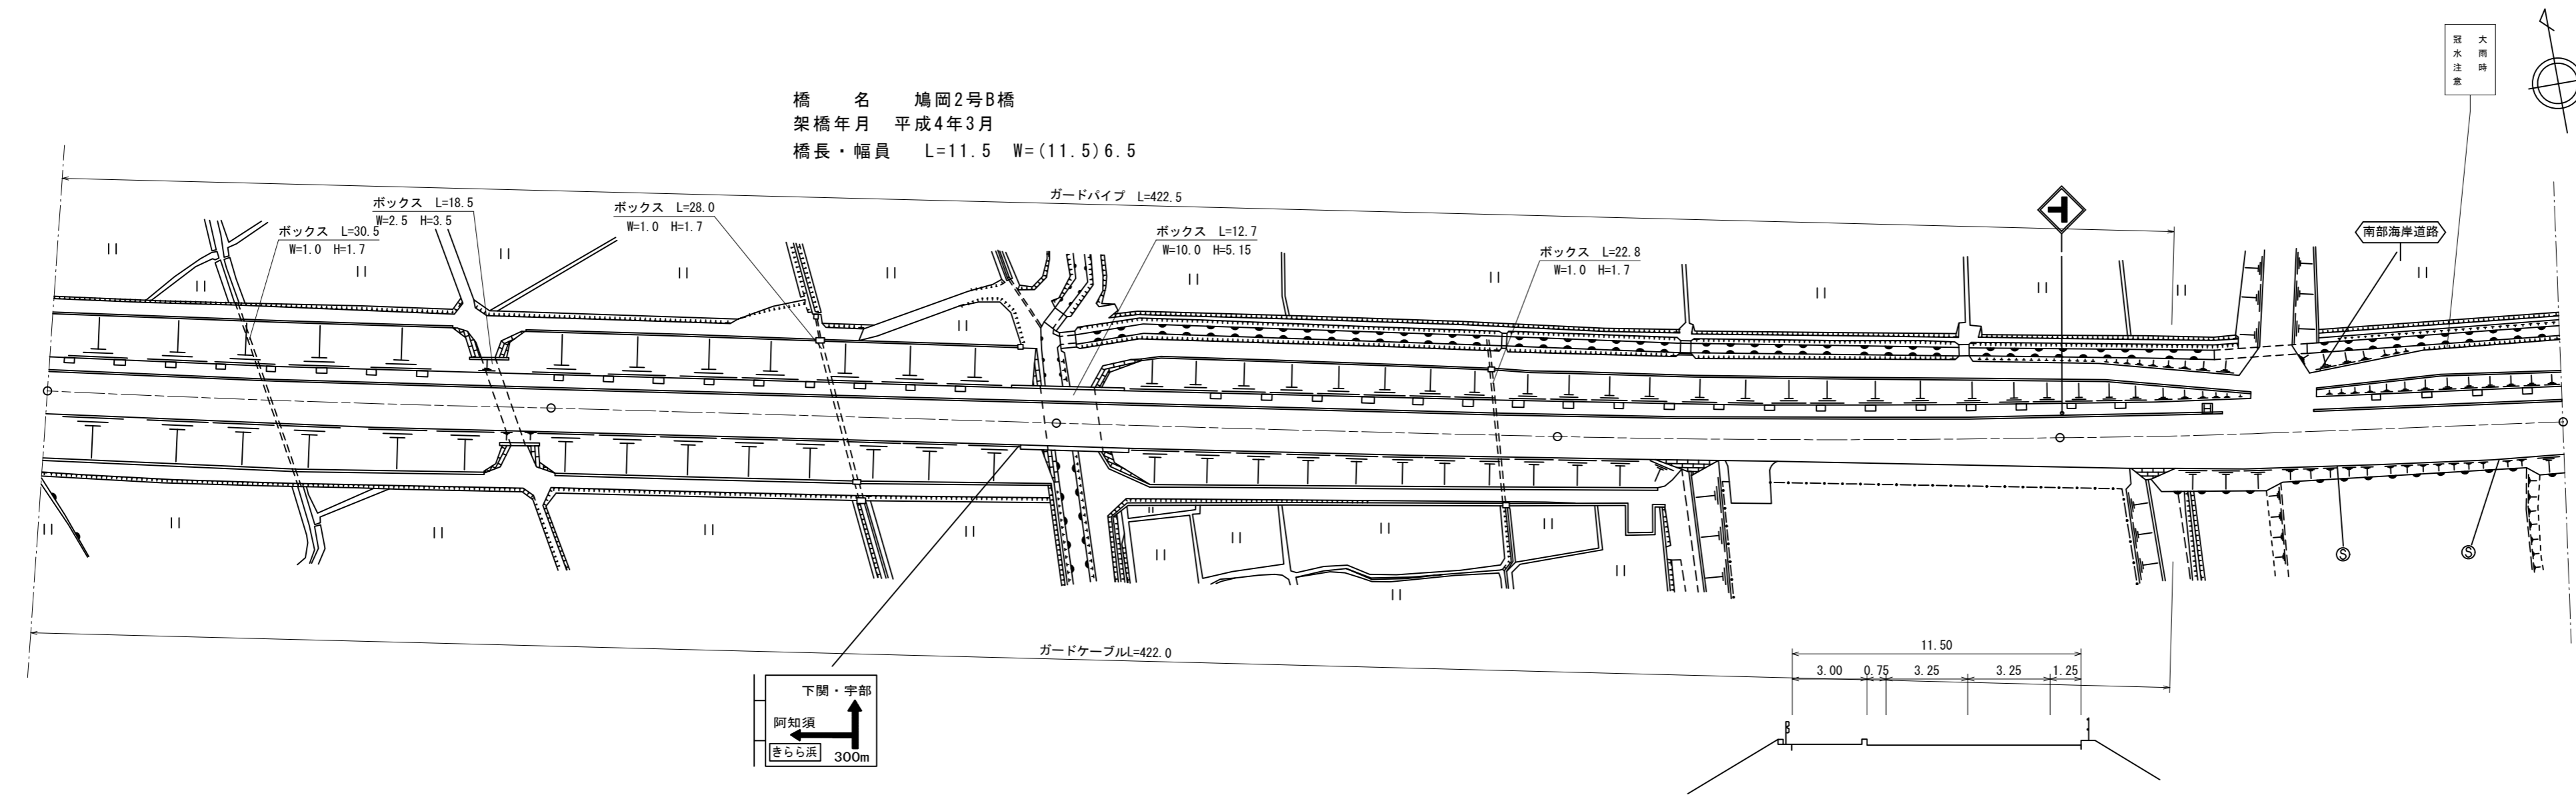 橋　名　鳩岡2号B橋
架橋年月　平成4年3月
橋長・幅員　L=11.5　W=(11.5)6.5
大雨時
冠水注意
ガードパイプ　L=422.5
ボックス　L=30.5
W=1.0　H=1.7
ボックス　L=18.5
W=2.5　H=3.5
ボックス　L=28.0
W=1.0　H=1.7
ボックス　L=12.7
W=10.0　H=5.15
ボックス　L=22.8
W=1.0　H=1.7
南部海岸道路
Ⓢ
Ⓢ
ガードケーブルL=422.0
下関・宇部
阿知須
きららら浜
300m
11.50
3.00　0.75　3.25　3.25　1.25